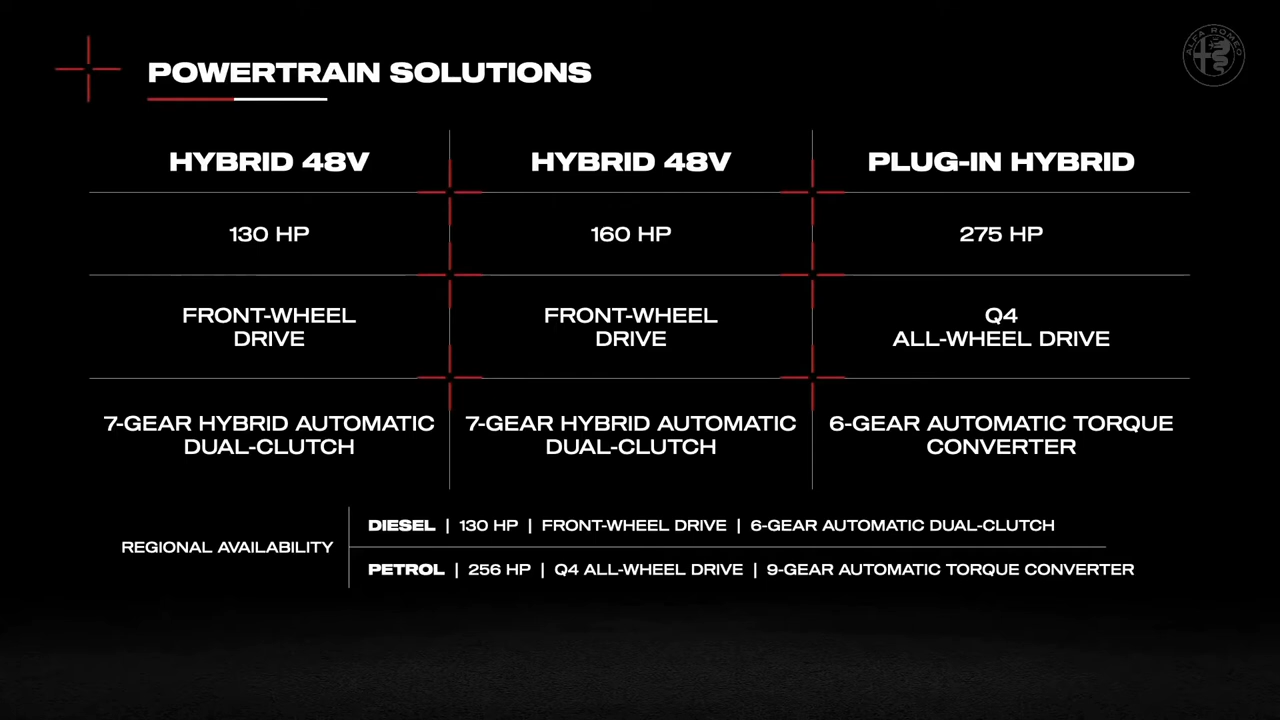 POWERTRAIN SOLUTIONS
ALFA ROMEO
HYBRID 48V
HYBRID 48V
PLUG-IN HYBRID
130 HP
160 HP
275 HP
FRONT-WHEEL
DRIVE
FRONT-WHEEL
DRIVE
Q4
ALL-WHEEL DRIVE
7-GEAR HYBRID AUTOMATIC
DUAL-CLUTCH
7-GEAR HYBRID AUTOMATIC
DUAL-CLUTCH
6-GEAR AUTOMATIC TORQUE
CONVERTER
REGIONAL AVAILABILITY
DIESEL | 130 HP | FRONT-WHEEL DRIVE | 6-GEAR AUTOMATIC DUAL-CLUTCH
PETROL | 256 HP | Q4 ALL-WHEEL DRIVE | 9-GEAR AUTOMATIC TORQUE CONVERTER